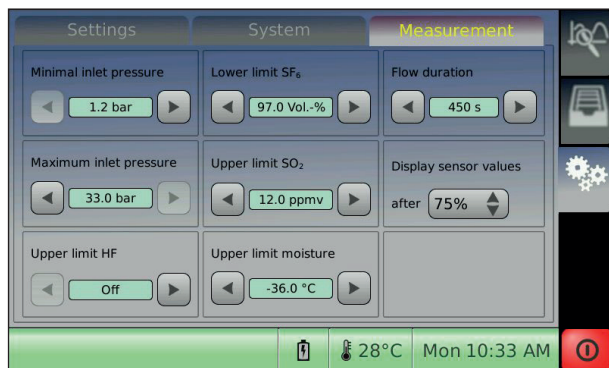 Settings
System
Measurement
Minimal inlet pressure
1.2 bar
Lower limit SF₆
97.0 Vol.-%
Flow duration
450 s
Maximum inlet pressure
33.0 bar
Upper limit SO₂
12.0 ppmv
Display sensor values
after 75%
Upper limit HF
Off
Upper limit moisture
-36.0 °C
28°C
Mon 10:33 AM